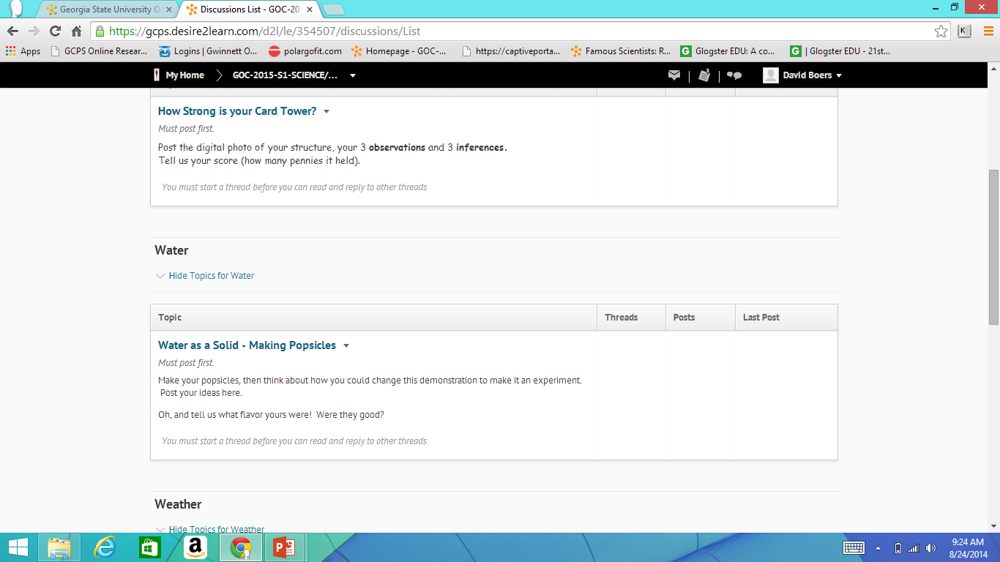 Georgia State University O
Discussions List - GOC-20
https://gcps.desire2learn.com/d2l/le/354507/discussions/List
K
Apps
GCPS Online Resear...
Logins | Gwinnett O...
polargofit.com
Homepage - GOC-...
https://captiveporta...
Famous Scientists: R...
G
Glogster EDU: A co...
G
| Glogster EDU - 21st...
My Home
GOC-2015-S1-SCIENCE/...
David Boers
How Strong is your Card Tower?
Must post first.
Post the digital photo of your structure, your 3 observations and 3 inferences.
Tell us your score (how many pennies it held).
You must start a thread before you can read and reply to other threads
Water
Hide Topics for Water
Topic Threads Posts Last Post
Water as a Solid - Making Popsicles
Must post first.
Make your popsicles, then think about how you could change this demonstration to make it an experiment.
Post your ideas here.
Oh, and tell us what flavor yours were! Were they good?
You must start a thread before you can read and reply to other threads
Weather
Hide Topics for Weather
9:24 AM
8/24/2014